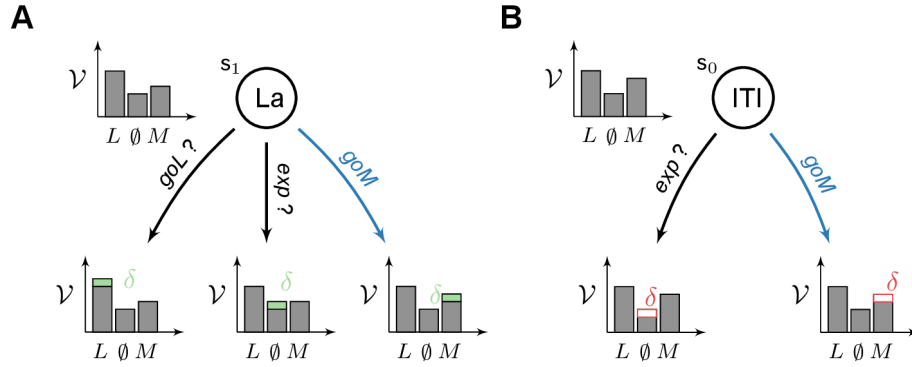 A
B
s₁
s₀
𝒱
La
𝒱
ITI
L ∅ M
L ∅ M
goL ?
exp ?
goM
exp ?
goM
δ
δ
δ
δ
δ
𝒱
𝒱
𝒱
𝒱
𝒱
L ∅ M
L ∅ M
L ∅ M
L ∅ M
L ∅ M